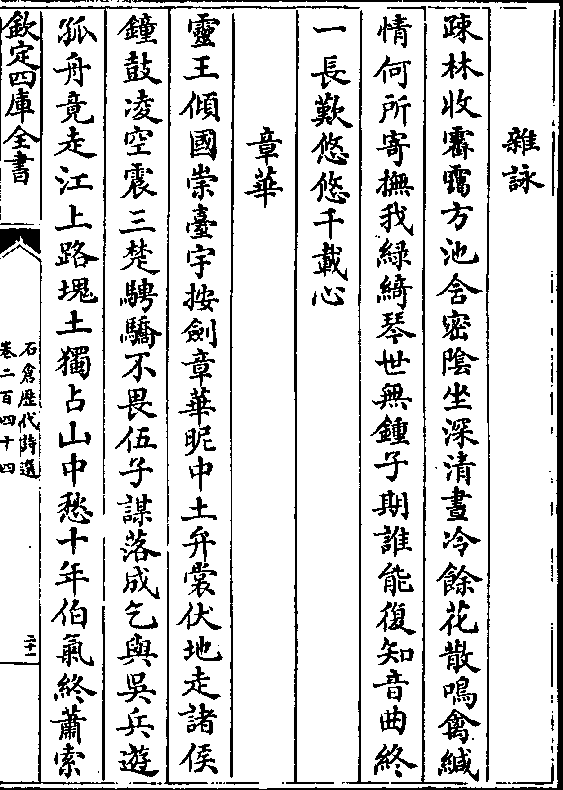 雜詠
疎林收霽靄方池含密陰坐深清晝冷餘花散鳴禽緘
情何所寄撫我緑綺琴世無鍾子期誰能復知音曲終
一長歎悠悠千載心
章華
靈王傾國崇臺宇按劍章華昵中土弁裳伏地走諸侯
鐘鼓凌空震三楚騁驕不畏伍子謀落成乞與吳兵遊
孤舟竟走江上路塊土獨占山中愁十年伯氣終蕭索
欽定四庫全書
石倉歴代詩選
卷二百四十四
二十一